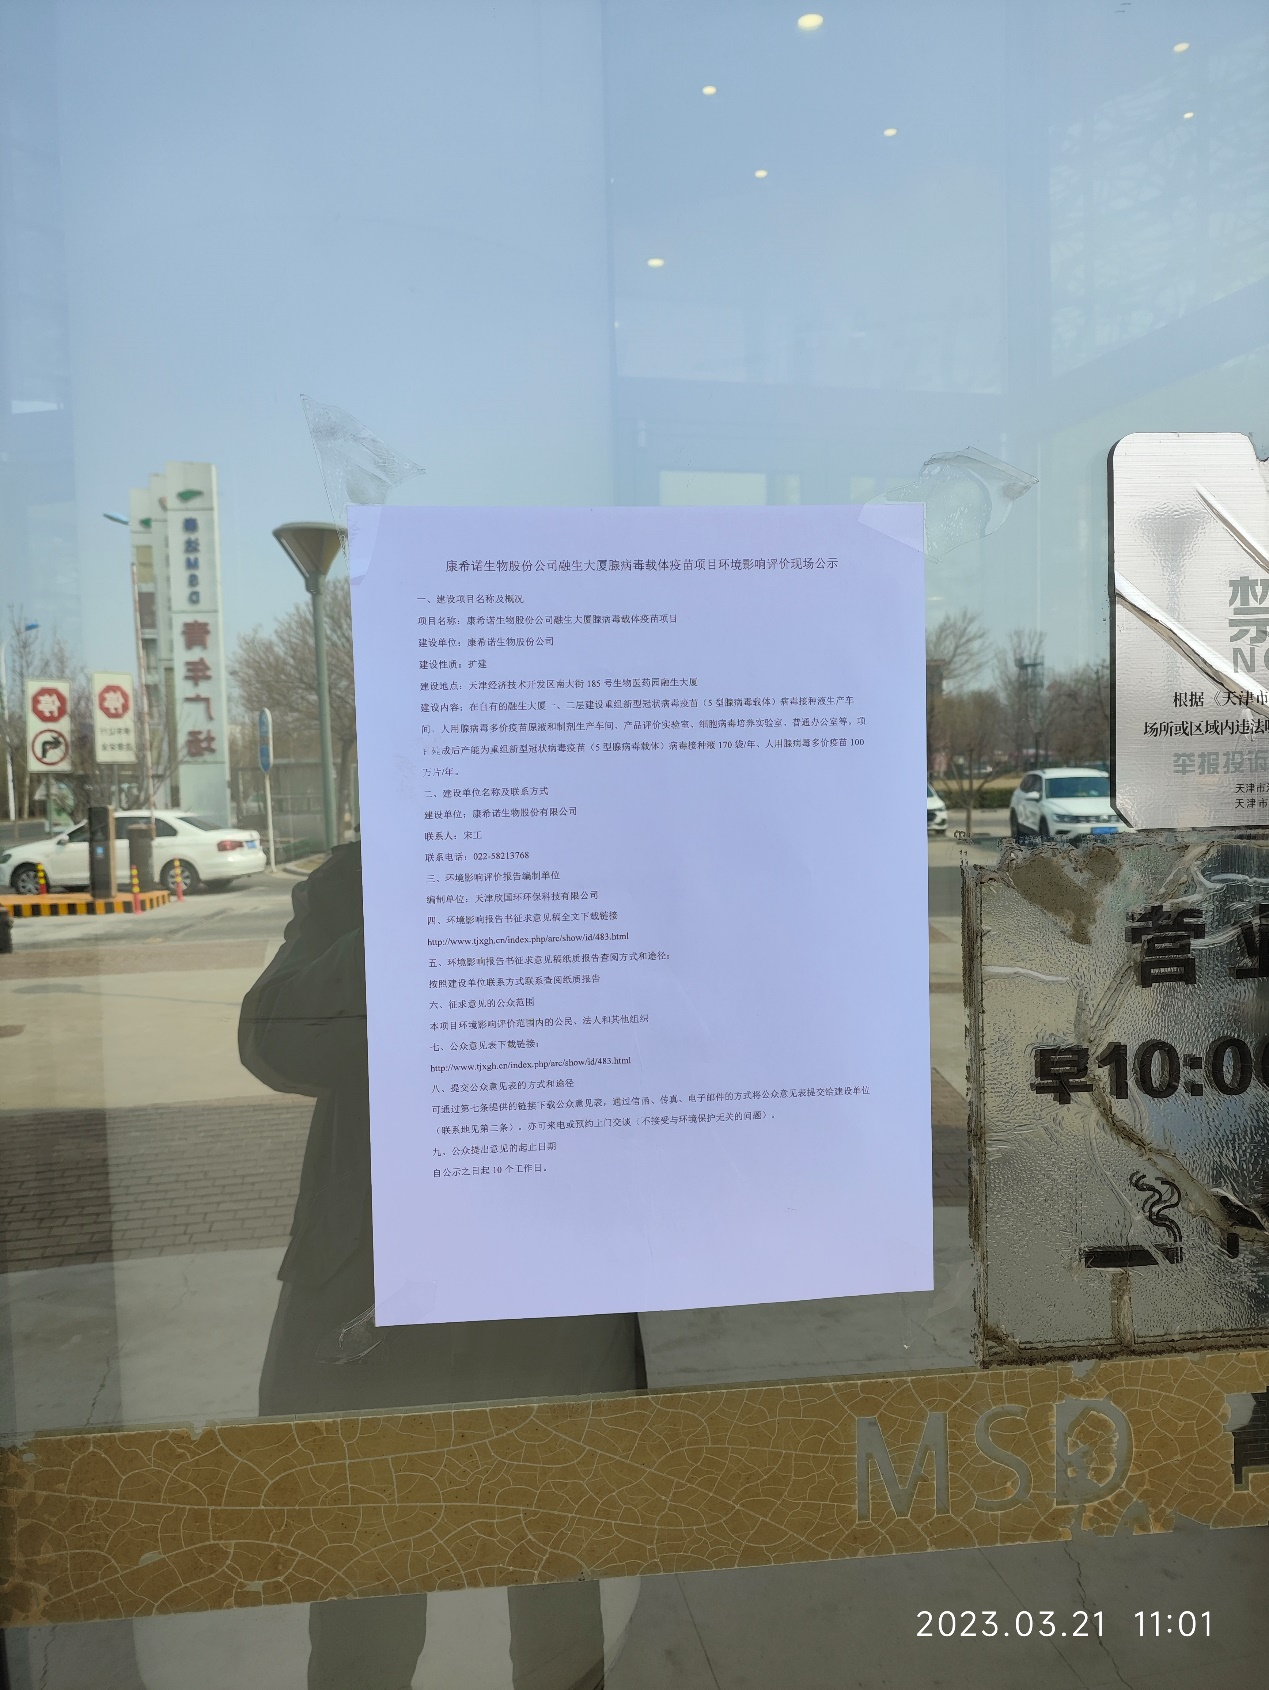 康希诺生物股份公司融生大厦腺病毒载体疫苗项目环境影响评价现场公示
一、建设项目名称及概况
项目名称：康希诺生物股份公司融生大厦腺病毒载体疫苗项目
建设单位：康希诺生物股份公司
建设性质：扩建
建设地点：天津经济技术开发区南大街 185 号生物医药园融生大厦
建设内容：在自有的融生大厦一、二层建设重组新型冠状病毒疫苗（5 型腺病毒载体）病毒接种液生产车
间、人用腺病毒多价疫苗原液和制剂生产车间、产品评价实验室、细胞病毒培养实验室、普通办公室等。项
建成后产能为重组新型冠状病毒疫苗（5 型腺病毒载体）病毒接种液 170 袋/年、人用腺病毒多价疫苗 100
万片/年。
二、建设单位名称及联系方式
建设单位：康希诺生物股份有限公司
联系人：宋工
联系电话：022-58213768
三、环境影响评价报告编制单位
编制单位：天津欣国环环保科技有限公司
四、环境影响报告书征求意见稿全文下载链接
http://www.tjxgh.cn/index.php/arc/show/id/483.html
五、环境影响报告书征求意见稿纸质报告查阅方式和途径：
按照建设单位联系方式联系查阅纸质报告
六、征求意见的公众范围
本项目环境影响评价范围内的公民、法人和其他组织
七、公众意见表下载链接：
http://www.tjxgh.cn/index.php/arc/show/id/483.html
八、提交公众意见表的方式和途径
可通过第七条提供的链接下载公众意见表，通过信函、传真、电子邮件的方式将公众意见表提交给建设单位
（联系地见第二条）。亦可来电或预约上门交谈（不接受与环境保护无关的问题）。
九、公众提出意见的起止日期
自公示之日起 10 个工作日。
泰达MSD
青年广场
禁
根据《天津市
场所或区域内违法
举报投诉
天津市
天津市
营业
早10:00
MSD
2023.03.21 11:01